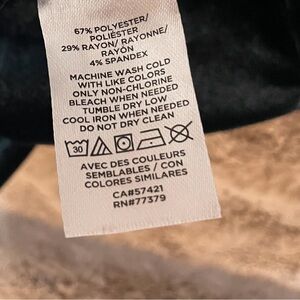 67% POLYESTER/
POLIÉSTER
29% RAYON/ RAYONNE/
RAYÓN
4% SPANDEX
MACHINE WASH COLD
WITH LIKE COLORS
ONLY NON-CHLORINE
BLEACH WHEN NEEDED
TUMBLE DRY LOW
COOL IRON WHEN NEEDED
DO NOT DRY CLEAN
30
AVEC DES COULEURS
SEMBLABLES / CON
COLORES SIMILARES
CA#57421
RN#77379